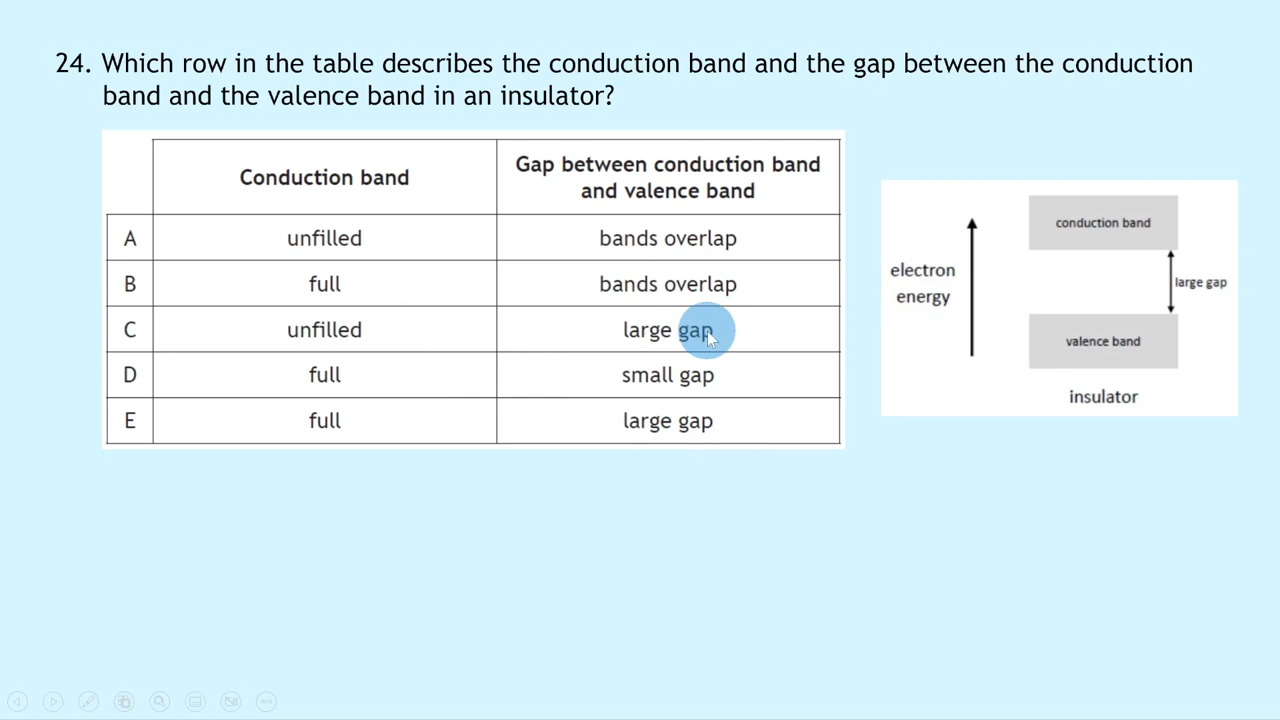 24. Which row in the table describes the conduction band and the gap between the conduction
band and the valence band in an insulator?
Conduction band
Gap between conduction band
and valence band
A unfilled bands overlap
B full bands overlap
C unfilled large gap
D full small gap
E full large gap
conduction band
electron
energy
large gap
valence band
insulator